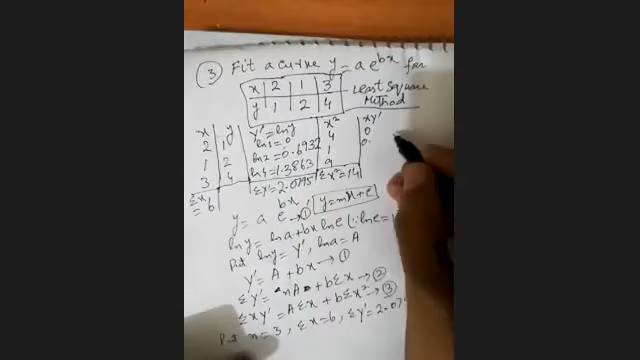 ③ Fit a curve y = a e^bx for
x | 2 | 1 | 3
y | 1 | 2 | 4
Least Square
Method
x | y | Y' = ln y | x² | xy'
2 | 1 | ln 1 = 0 | 4 | 0
1 | 2 | ln 2 = 0.6932 | 1 | 0.
3 | 4 | ln 4 = 1.3863 | 9
Σx = 6 | Σy' = 2.0795 | Σx² = 14
y = a e^bx → ① y = mx + c
ln y = ln a + bx ln e (∵ ln e = 1
Put ln y = Y', ln a = A
Y' = A + bx → ①
ΣY' = nA + bΣx → ②
ΣxY' = AΣx + bΣx² → ③
Put n = 3, Σx = 6, ΣY' = 2.07